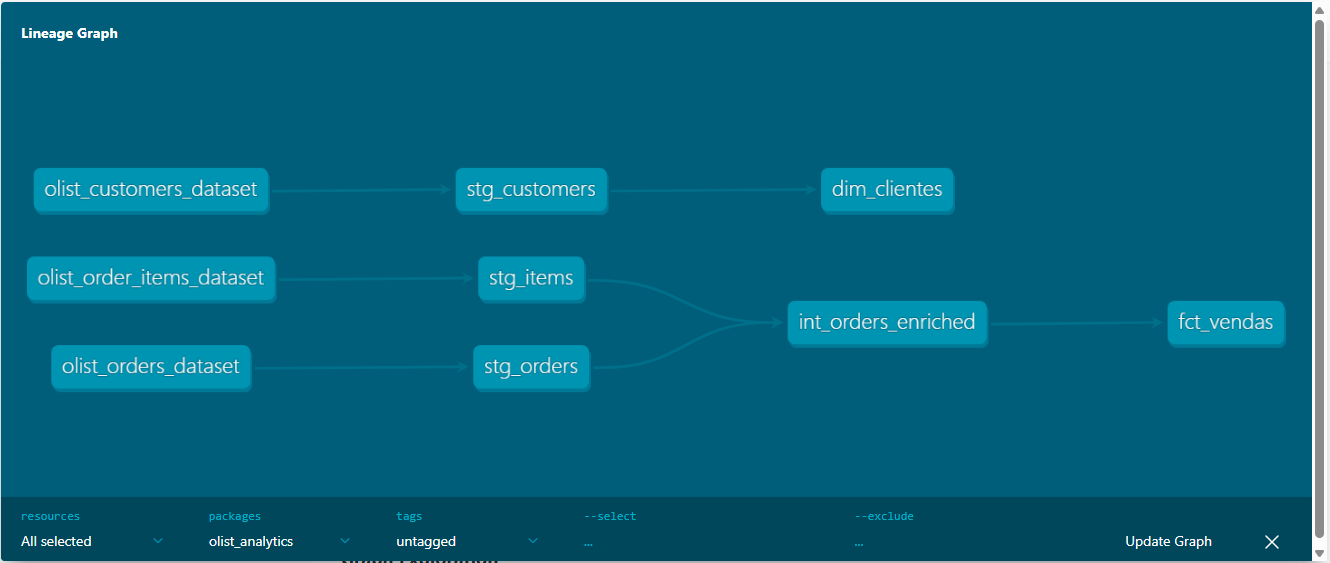 Lineage Graph
olist_customers_dataset
stg_customers
dim_clientes
olist_order_items_dataset
stg_items
int_orders_enriched
fct_vendas
olist_orders_dataset
stg_orders
resources
packages
tags
--select
--exclude
All selected
olist_analytics
untagged
...
...
Update Graph